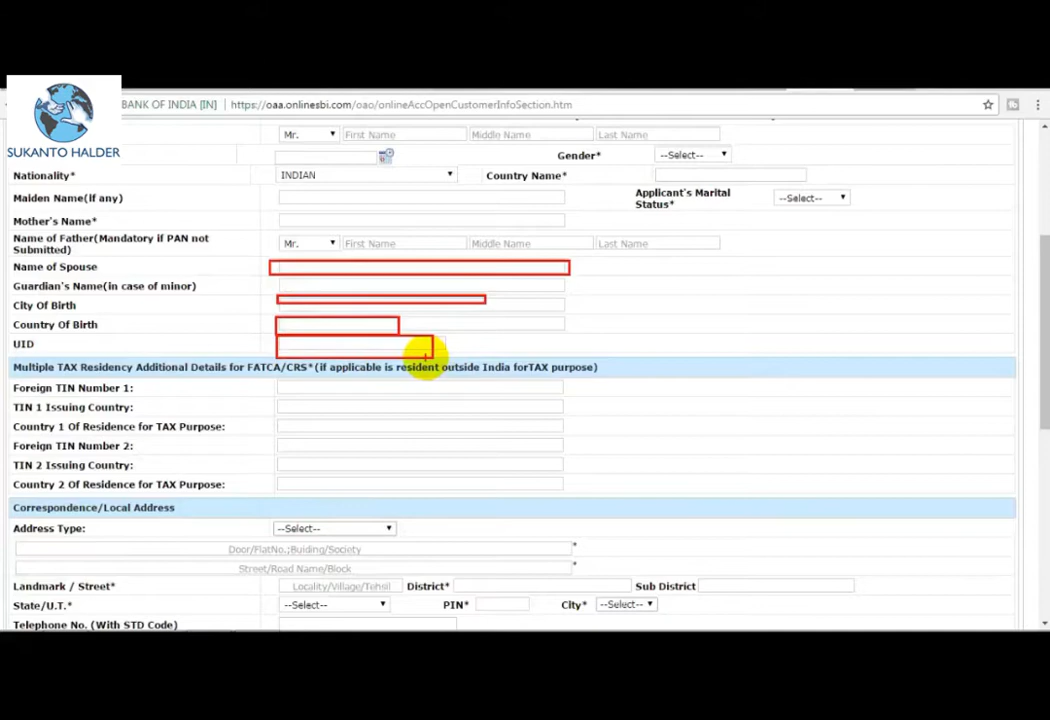 BANK OF INDIA [IN] https://oaa.onlinesbi.com/oao/onlineAccOpenCustomerInfoSection.htm
SUKANTO HALDER
Mr. First Name Middle Name Last Name
Gender* --Select--
Nationality* INDIAN Country Name*
Maiden Name(If any) Applicant's Marital Status* --Select--
Mother's Name*
Name of Father(Mandatory if PAN not Submitted) Mr. First Name Middle Name Last Name
Name of Spouse
Guardian's Name(in case of minor)
City Of Birth
Country Of Birth
UID
Multiple TAX Residency Additional Details for FATCA/CRS*(if applicable is resident outside India forTAX purpose)
Foreign TIN Number 1:
TIN 1 Issuing Country:
Country 1 Of Residence for TAX Purpose:
Foreign TIN Number 2:
TIN 2 Issuing Country:
Country 2 Of Residence for TAX Purpose:
Correspondence/Local Address
Address Type: --Select--
Door/FlatNo.;Buiding/Society *
Street/Road Name/Block *
Landmark / Street* Locality/Village/Tehsil District* Sub District
State/U.T.* --Select-- PIN* City* --Select--
Telephone No. (With STD Code)